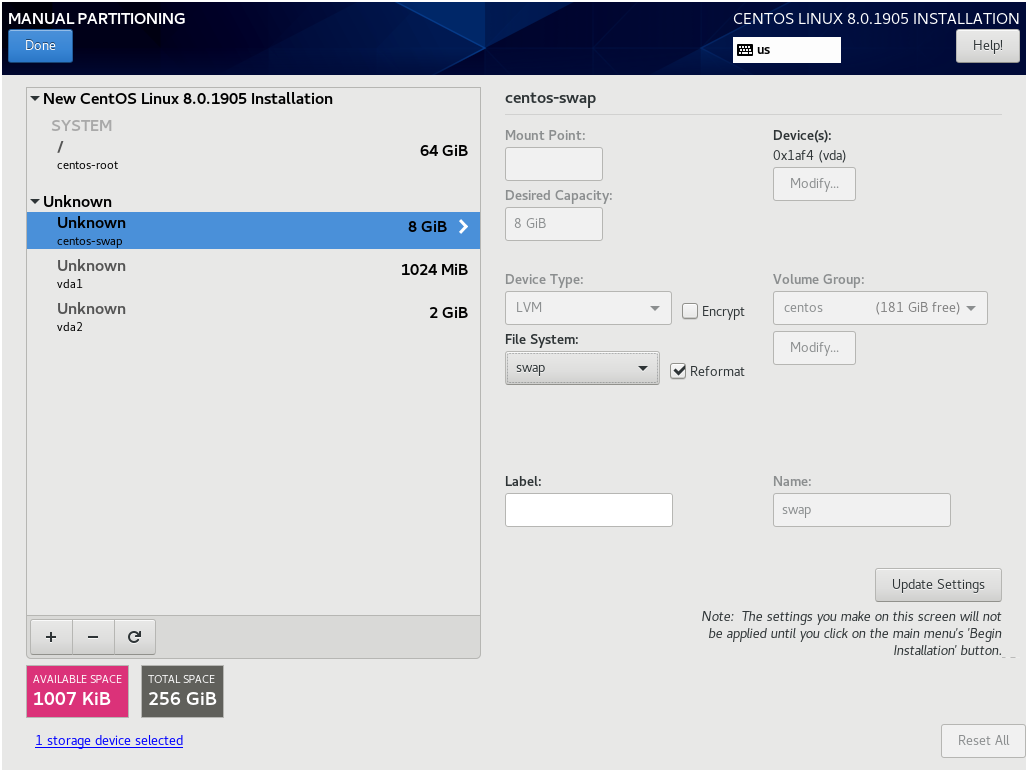 MANUAL PARTITIONING
CENTOS LINUX 8.0.1905 INSTALLATION
Done
us
Help!
New CentOS Linux 8.0.1905 Installation
SYSTEM
/
64 GiB
centos-root
Unknown
Unknown
8 GiB
centos-swap
Unknown
1024 MiB
vda1
Unknown
2 GiB
vda2
+
−
AVAILABLE SPACE
1007 KiB
TOTAL SPACE
256 GiB
1 storage device selected
centos-swap
Mount Point:
Device(s):
0x1af4 (vda)
Modify...
Desired Capacity:
8 GiB
Device Type:
Volume Group:
LVM
Encrypt
centos (181 GiB free)
File System:
Modify...
swap
Reformat
Label:
Name:
swap
Update Settings
Note: The settings you make on this screen will not
be applied until you click on the main menu's 'Begin
Installation' button.
Reset All